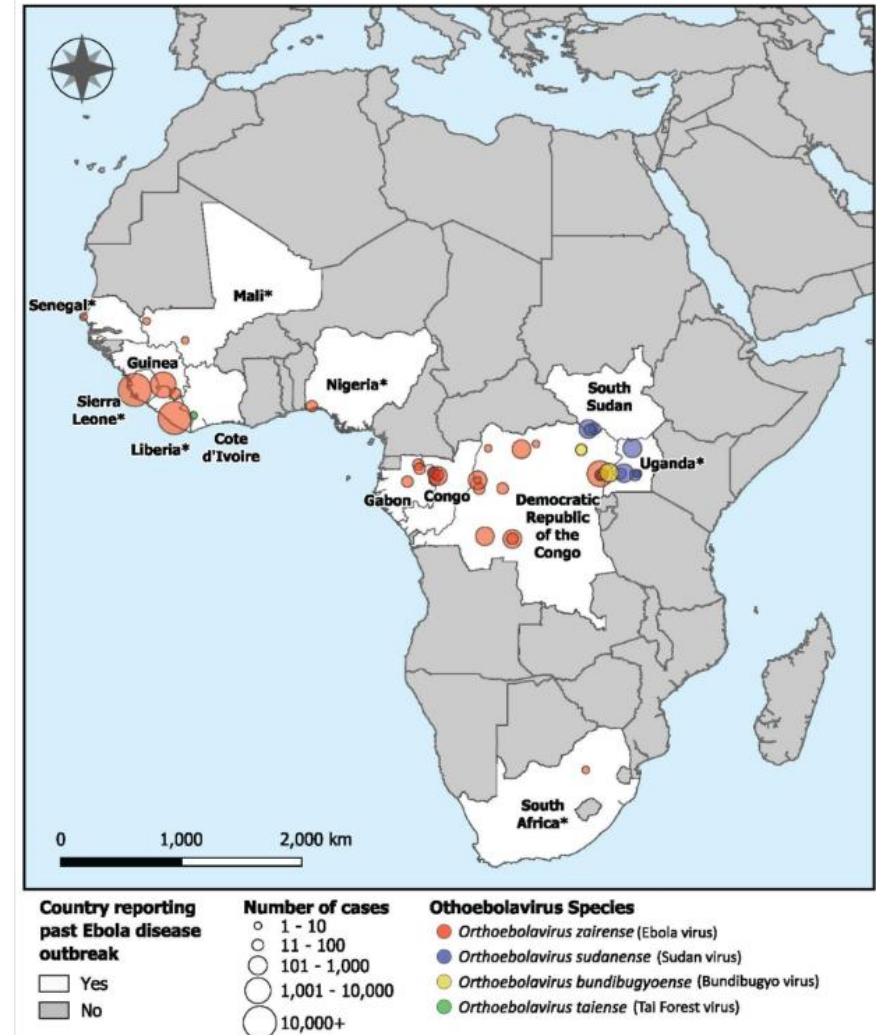 Senegal*
Mali*
Guinea
Nigeria*
Sierra
Leone*
Liberia*
Cote
d'Ivoire
South
Sudan
Uganda*
Gabon
Congo
Democratic
Republic
of the
Congo
South
Africa*
0 1,000 2,000 km
Country reporting
past Ebola disease
outbreak
Yes
No
Number of cases
1 - 10
11 - 100
101 - 1,000
1,001 - 10,000
10,000+
Othoebolavirus Species
Orthoebolavirus zairense (Ebola virus)
Orthoebolavirus sudanense (Sudan virus)
Orthoebolavirus bundibugyoense (Bundibugyo virus)
Orthoebolavirus taiense (Tai Forest virus)